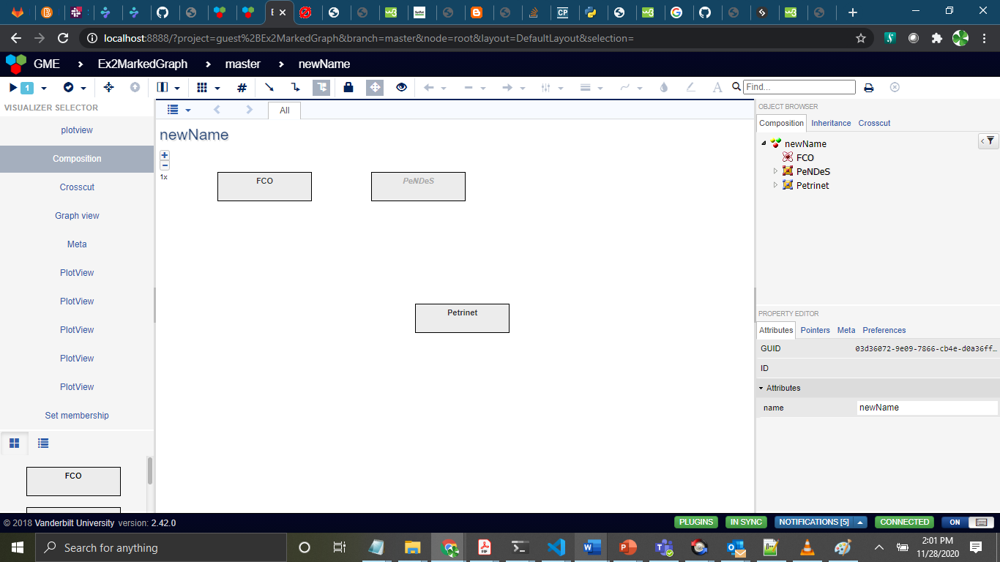 E
localhost:8888/?project=guest%2BEx2MarkedGraph&branch=master&node=root&layout=DefaultLayout&selection=
GME > Ex2MarkedGraph > master > newName
1
Find...
VISUALIZER SELECTOR
plotview
Composition
Crosscut
Graph view
Meta
PlotView
PlotView
PlotView
PlotView
PlotView
Set membership
FCO
All
newName
+
−
1x
FCO
PeNDeS
Petrinet
OBJECT BROWSER
Composition Inheritance Crosscut
newName
FCO
PeNDeS
Petrinet
PROPERTY EDITOR
Attributes Pointers Meta Preferences
GUID 03d36072-9e09-7866-cb4e-d0a36ff…
ID
Attributes
name newName
© 2018 Vanderbilt University version: 2.42.0
PLUGINS IN SYNC NOTIFICATIONS [5] CONNECTED ON
Search for anything
2:01 PM
11/28/2020